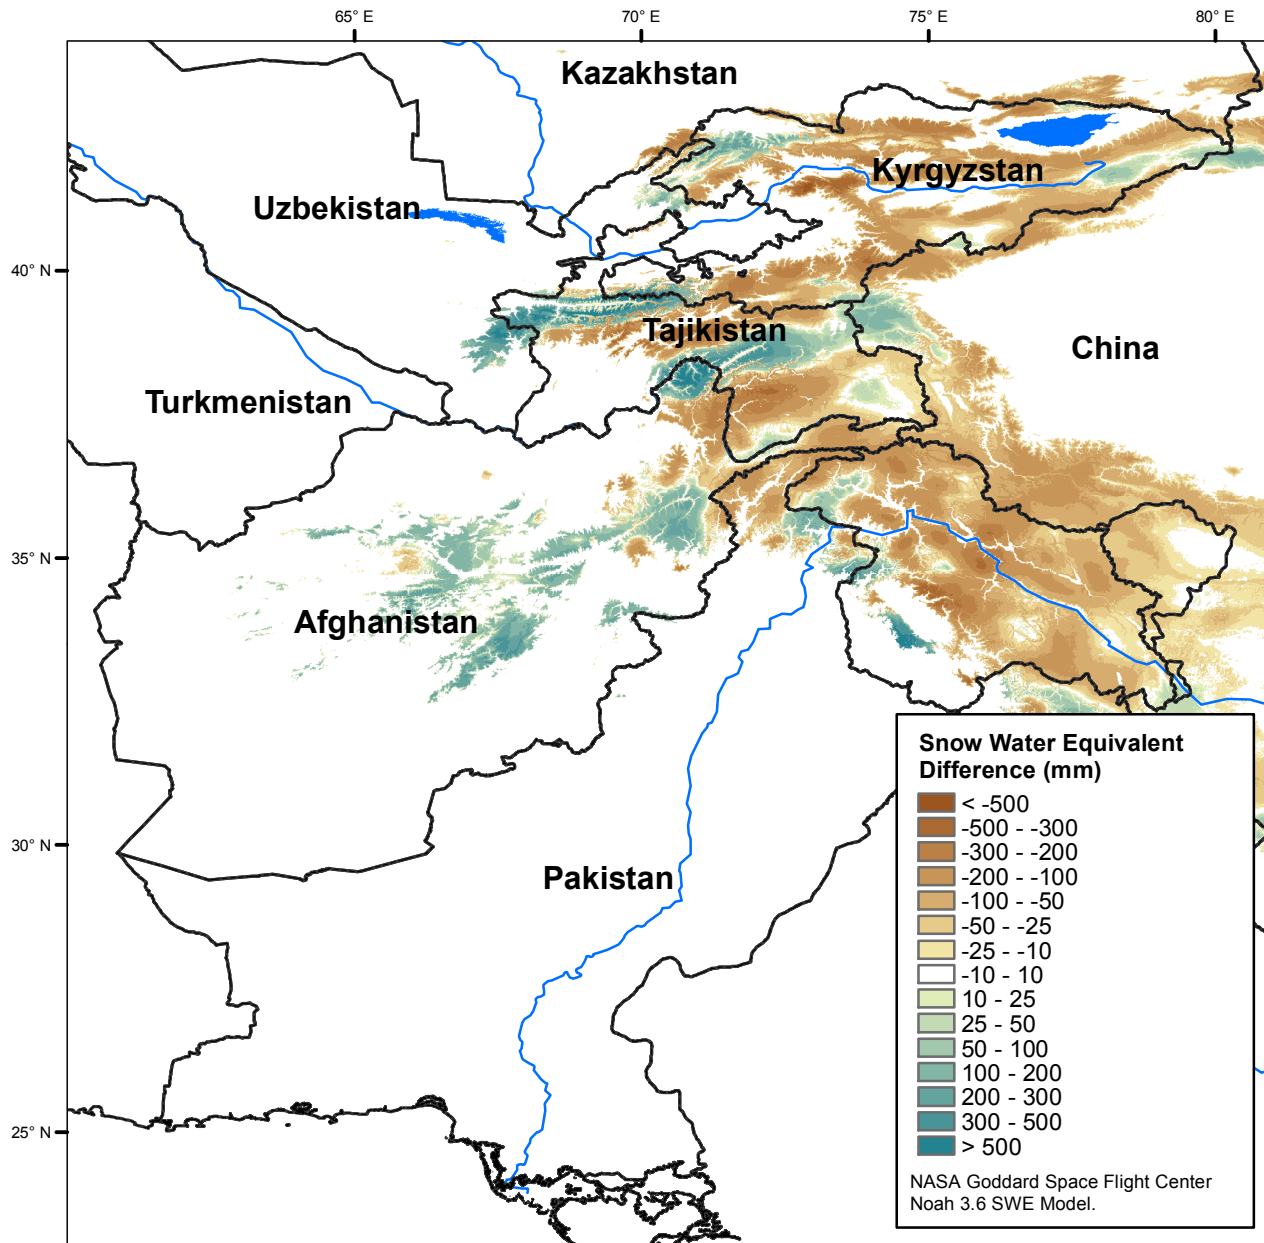 65° E
70° E
75° E
80° E
Kazakhstan
Kyrgyzstan
Uzbekistan
40° N
Tajikistan
China
Turkmenistan
35° N
Afghanistan
Snow Water Equivalent
Difference (mm)
< -500
-500 - -300
-300 - -200
-200 - -100
-100 - -50
-50 - -25
-25 - -10
-10 - 10
10 - 25
25 - 50
50 - 100
100 - 200
200 - 300
300 - 500
> 500
NASA Goddard Space Flight Center
Noah 3.6 SWE Model.
30° N
Pakistan
25° N